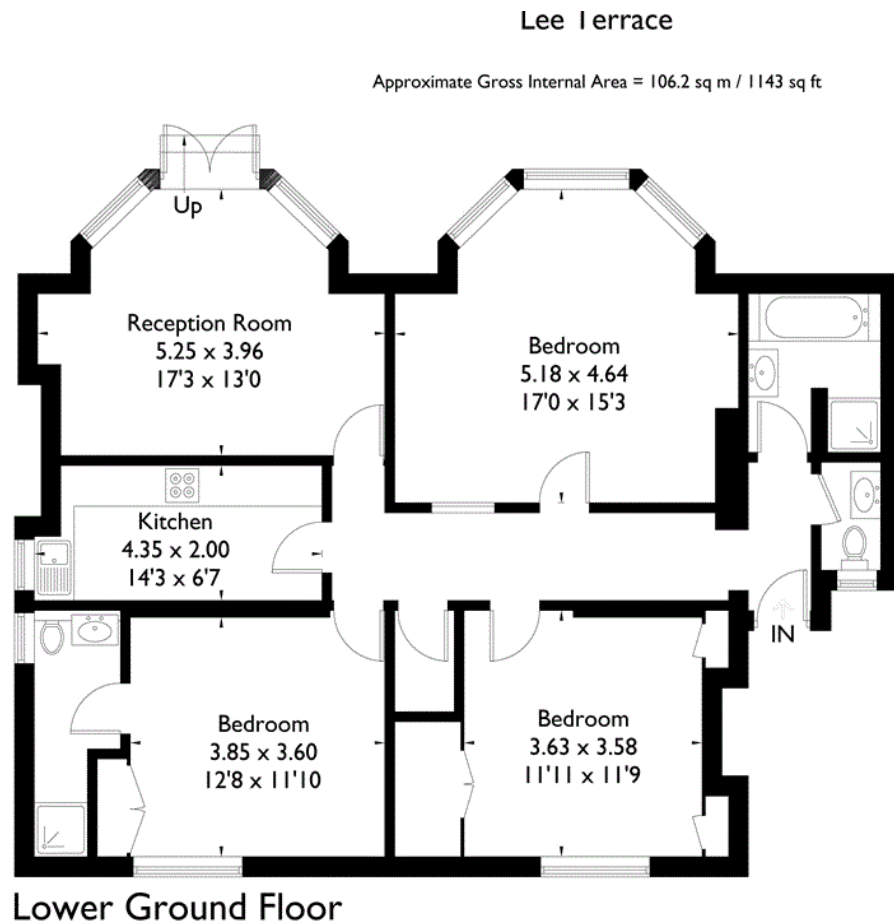 Lee Terrace
Approximate Gross Internal Area = 106.2 sq m / 1143 sq ft
Up
Reception Room
5.25 x 3.96
17'3 x 13'0
Bedroom
5.18 x 4.64
17'0 x 15'3
Kitchen
4.35 x 2.00
14'3 x 6'7
IN
Bedroom
3.85 x 3.60
12'8 x 11'10
Bedroom
3.63 x 3.58
11'11 x 11'9
Lower Ground Floor